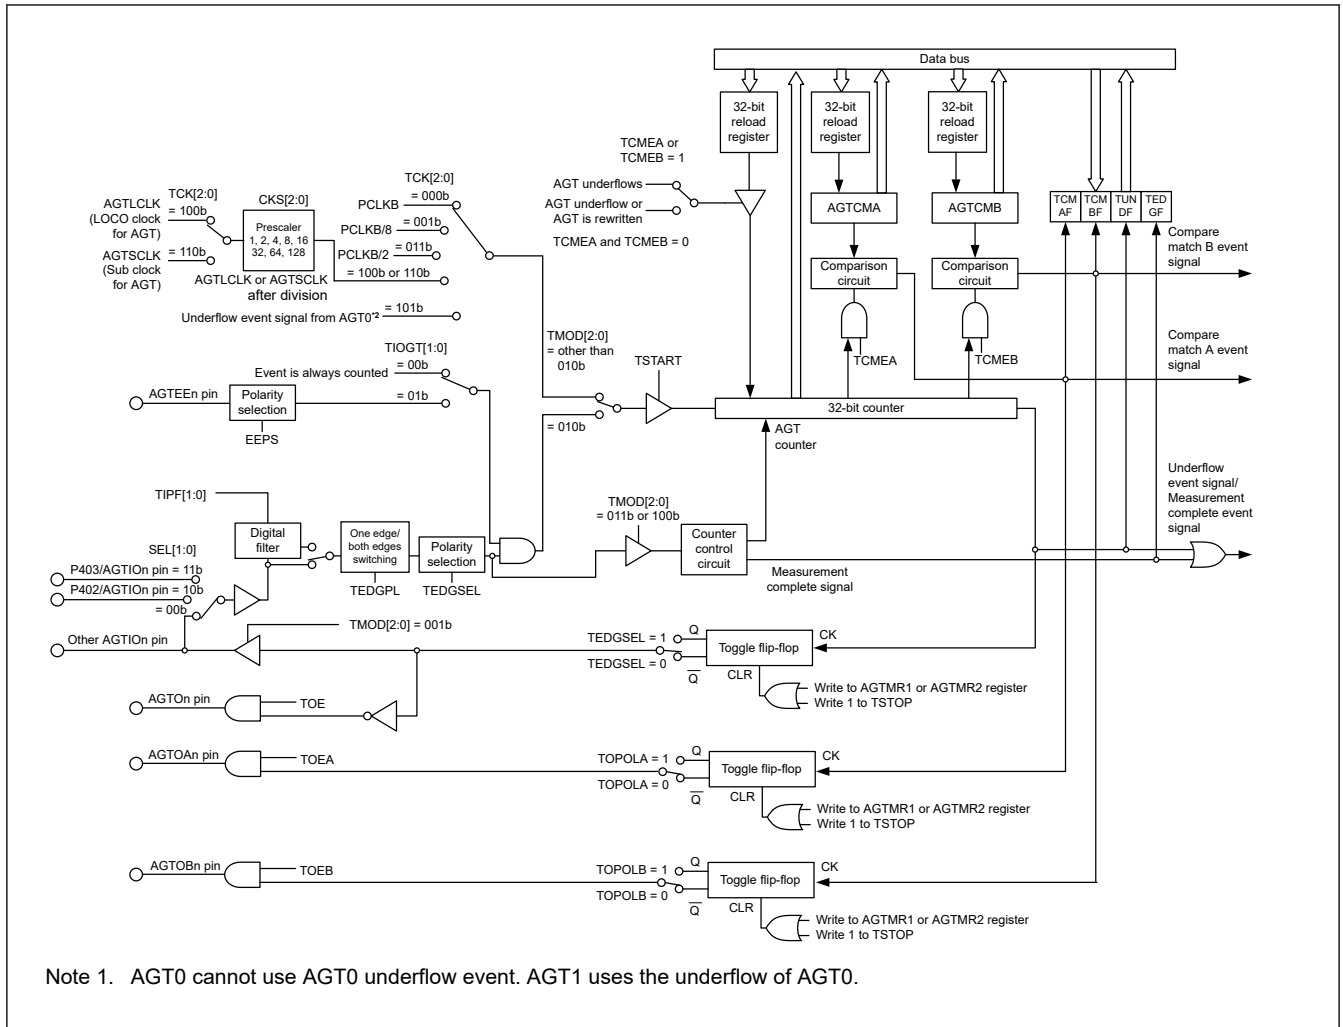 Data bus
32-bit
reload
register
32-bit
reload
register
32-bit
reload
register
TCMEA or
TCMEB = 1
AGT underflows
AGT underflow or
AGT is rewritten
TCMEA and TCMEB = 0
TCK[2:0]
AGTLCLK
(LOCO clock
for AGT)
= 100b
AGTSCLK
(Sub clock
for AGT)
= 110b
CKS[2:0]
Prescaler
1, 2, 4, 8, 16
32, 64, 128
AGTLCLK or AGTSCLK
after division
TCK[2:0]
= 000b
PCLKB
= 001b
PCLKB/8
= 011b
PCLKB/2
= 100b or 110b
= 101b
Underflow event signal from AGT0*2
AGTCMA
AGTCMB
TCM
AF
TCM
BF
TUN
DF
TED
GF
Comparison
circuit
Comparison
circuit
Compare
match B event
signal
TCMEA
TCMEB
Compare
match A event
signal
TIOGT[1:0]
Event is always counted
= 00b
= 01b
AGTEEn pin
Polarity
selection
EEPS
TMOD[2:0]
= other than
010b
= 010b
TSTART
32-bit counter
AGT
counter
TIPF[1:0]
Digital
filter
SEL[1:0]
P403/AGTIOn pin = 11b
P402/AGTIOn pin = 10b
= 00b
Other AGTIOn pin
One edge/
both edges
switching
TEDGPL
Polarity
selection
TEDGSEL
TMOD[2:0]
= 011b or 100b
Counter
control
circuit
Measurement
complete signal
Underflow
event signal/
Measurement
complete event
signal
TMOD[2:0] = 001b
TEDGSEL = 1
TEDGSEL = 0
Q
Q
Toggle flip-flop
CK
CLR
Write to AGTMR1 or AGTMR2 register
Write 1 to TSTOP
AGTOn pin
TOE
AGTOAn pin
TOEA
TOPOLA = 1
TOPOLA = 0
Q
Q
Toggle flip-flop
CK
CLR
Write to AGTMR1 or AGTMR2 register
Write 1 to TSTOP
AGTOBn pin
TOEB
TOPOLB = 1
TOPOLB = 0
Q
Q
Toggle flip-flop
CK
CLR
Write to AGTMR1 or AGTMR2 register
Write 1 to TSTOP
Note 1. AGT0 cannot use AGT0 underflow event. AGT1 uses the underflow of AGT0.